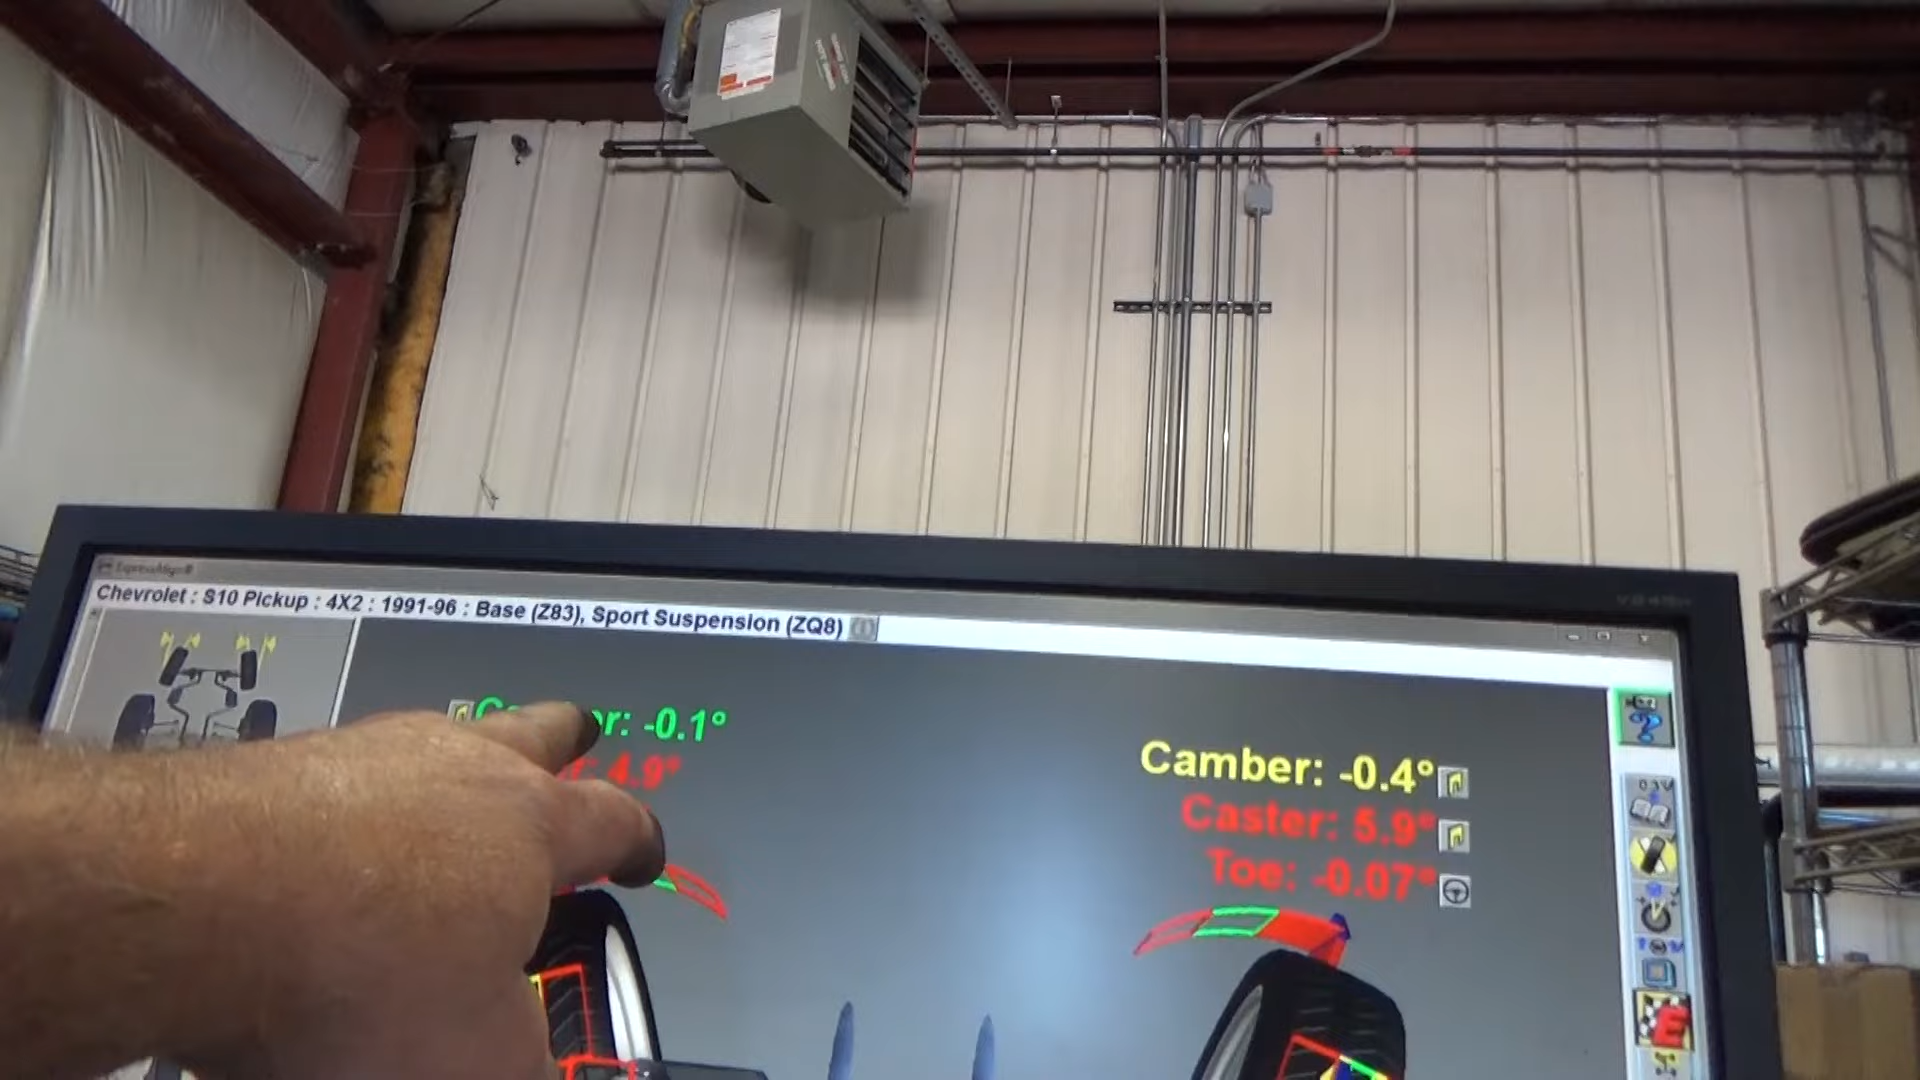 ExpressAlign®
Chevrolet : S10 Pickup : 4X2 : 1991-96 : Base (Z83), Sport Suspension (ZQ8)
-0.1°
4.9°
Camber: -0.4°
Caster: 5.9°
Toe: -0.07°
E